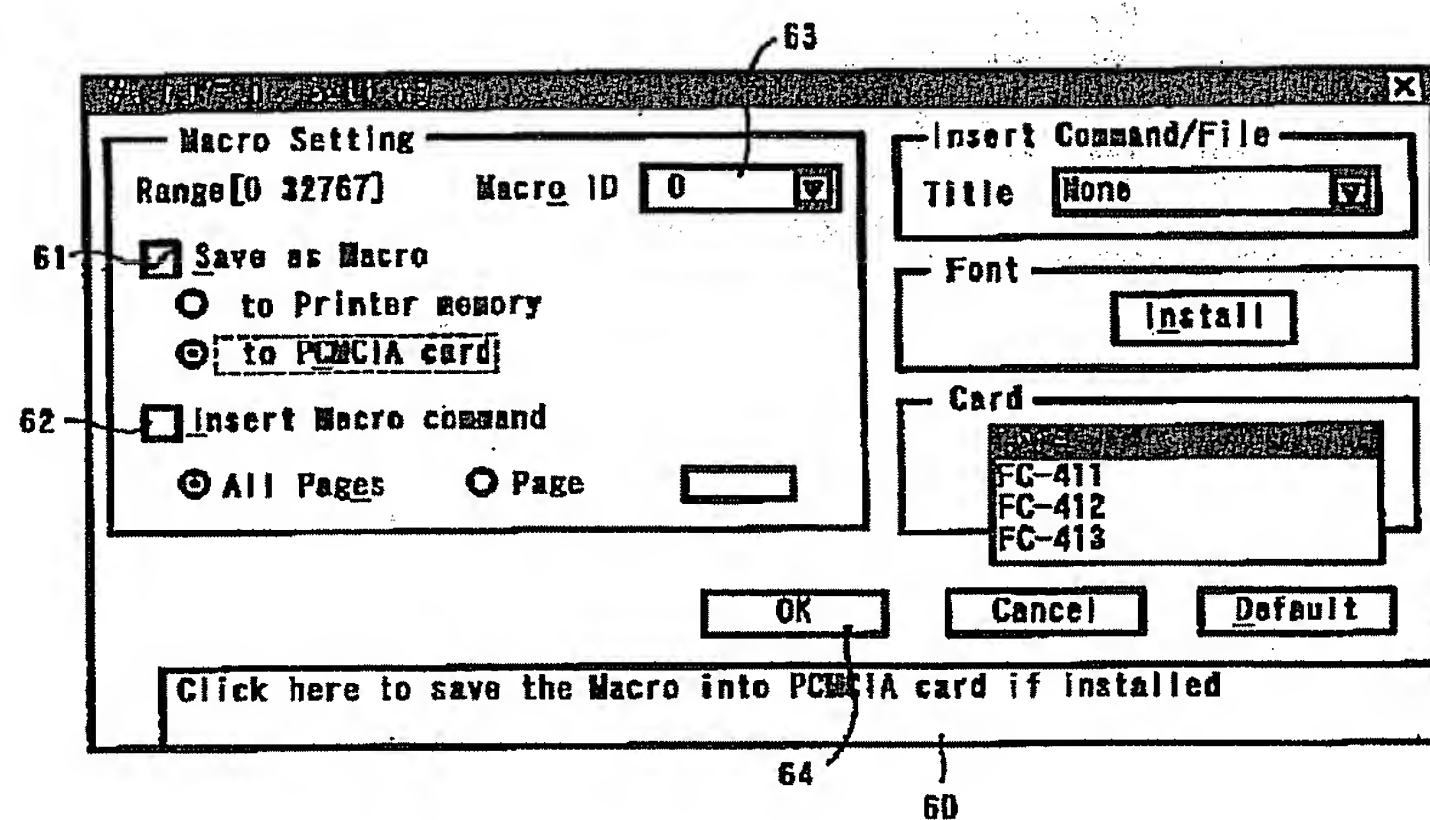 63
Macro Setting
Range[0 32767] Macro ID 0
61 Save as Macro
to Printer memory
to PCMCIA card
62 Insert Macro command
All Pages Page
Insert Command/File
Title None
Font
Install
Card
FC-411
FC-412
FC-413
OK Cancel Default
Click here to save the Macro into PCMCIA card if installed
64
60